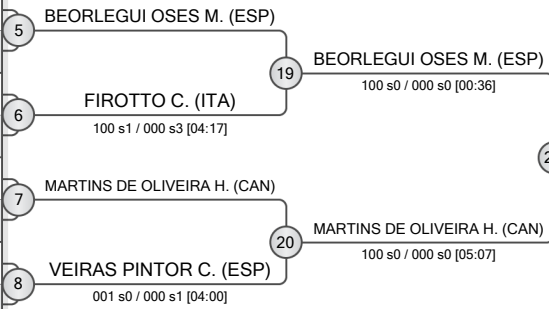 BEORLEGUI OSES M. (ESP)
5
19
BEORLEGUI OSES M. (ESP)
100 s0 / 000 s0 [00:36]
FIROTTO C. (ITA)
6
100 s1 / 000 s3 [04:17]
MARTINS DE OLIVEIRA H. (CAN)
7
20
MARTINS DE OLIVEIRA H. (CAN)
100 s0 / 000 s0 [05:07]
VEIRAS PINTOR C. (ESP)
8
001 s0 / 000 s1 [04:00]